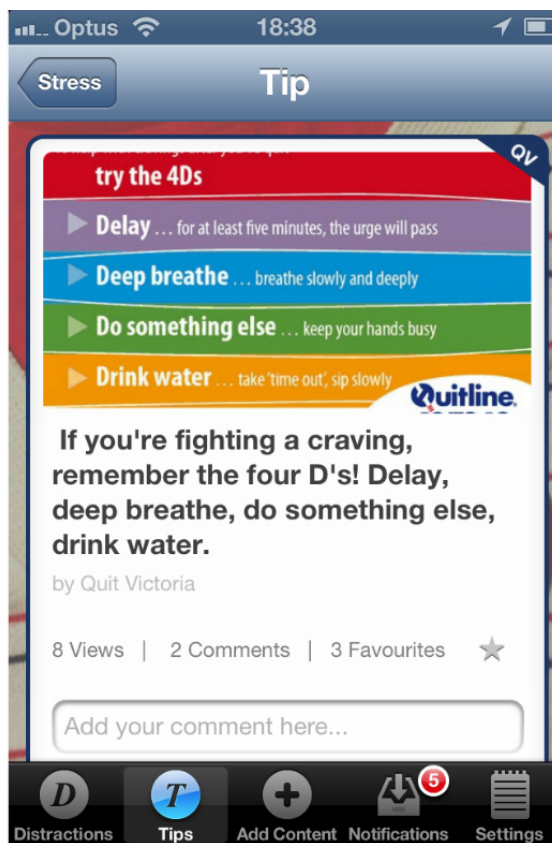 Optus 18:38
Stress Tip
QV
try the 4Ds
Delay ... for at least five minutes, the urge will pass
Deep breathe ... breathe slowly and deeply
Do something else ... keep your hands busy
Drink water ... take 'time out', sip slowly
Quitline.
If you're fighting a craving,
remember the four D's! Delay,
deep breathe, do something else,
drink water.
by Quit Victoria
8 Views | 2 Comments | 3 Favourites
Add your comment here...
D T 5
Distractions Tips Add Content Notifications Settings